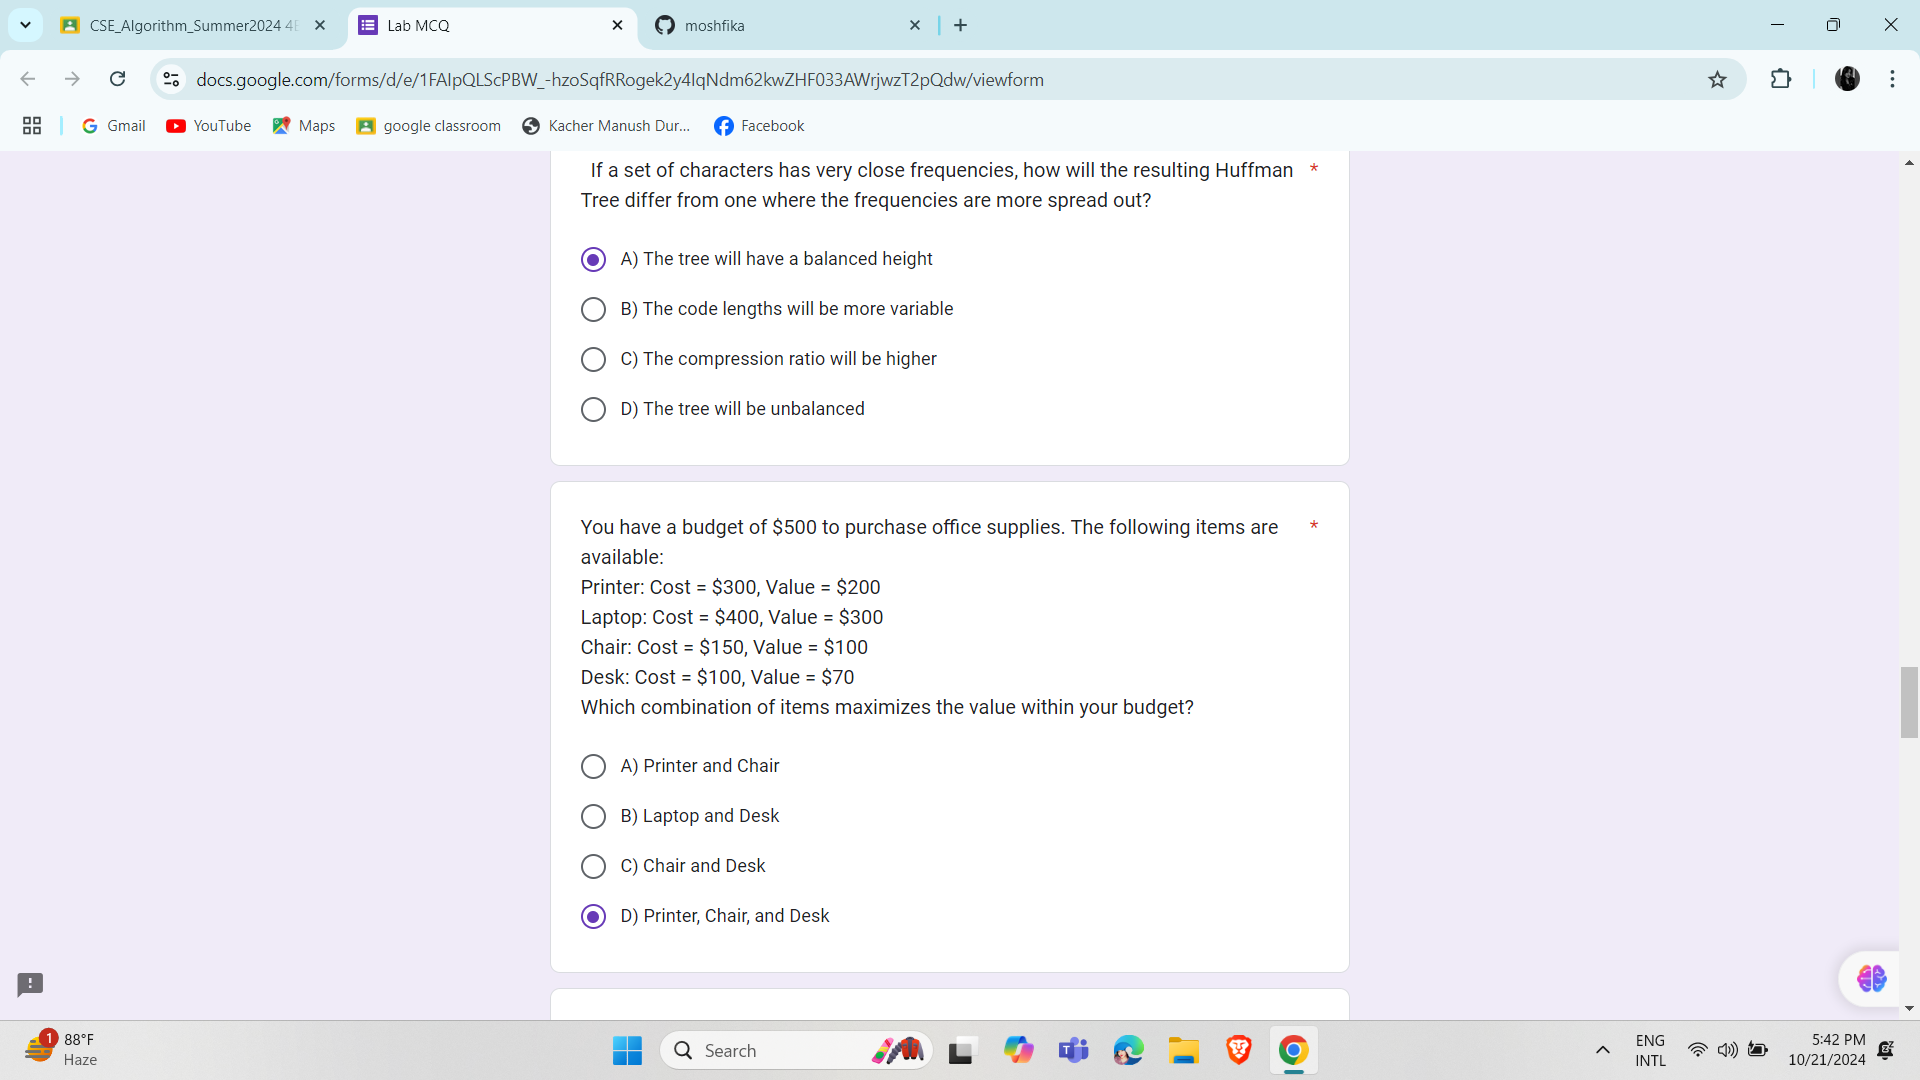 CSE_Algorithm_Summer2024 4E
Lab MCQ
moshfika
docs.google.com/forms/d/e/1FAIpQLScPBW_-hzoSqfRRogek2y4IqNdm62kwZHF033AWrjwzT2pQdw/viewform
Gmail
YouTube
Maps
google classroom
Kacher Manush Dur...
Facebook
If a set of characters has very close frequencies, how will the resulting Huffman *
Tree differ from one where the frequencies are more spread out?
A) The tree will have a balanced height
B) The code lengths will be more variable
C) The compression ratio will be higher
D) The tree will be unbalanced
You have a budget of $500 to purchase office supplies. The following items are *
available:
Printer: Cost = $300, Value = $200
Laptop: Cost = $400, Value = $300
Chair: Cost = $150, Value = $100
Desk: Cost = $100, Value = $70
Which combination of items maximizes the value within your budget?
A) Printer and Chair
B) Laptop and Desk
C) Chair and Desk
D) Printer, Chair, and Desk
1
88°F
Haze
Search
ENG
INTL
5:42 PM
10/21/2024